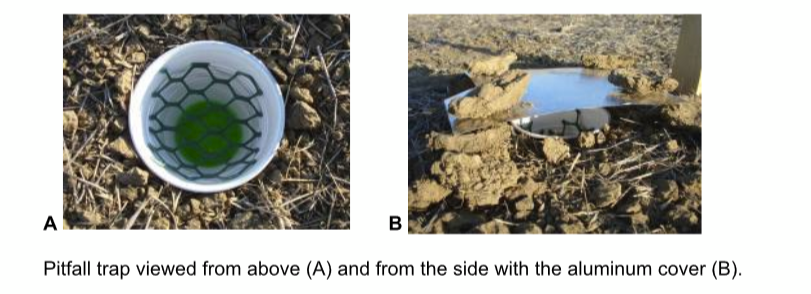 A
B
Pitfall trap viewed from above (A) and from the side with the aluminum cover (B).